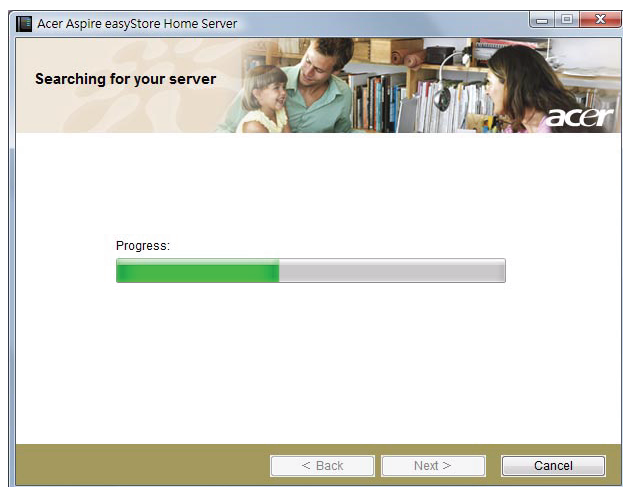 Acer Aspire easyStore Home Server
Searching for your server
acer
Progress:
< Back
Next >
Cancel